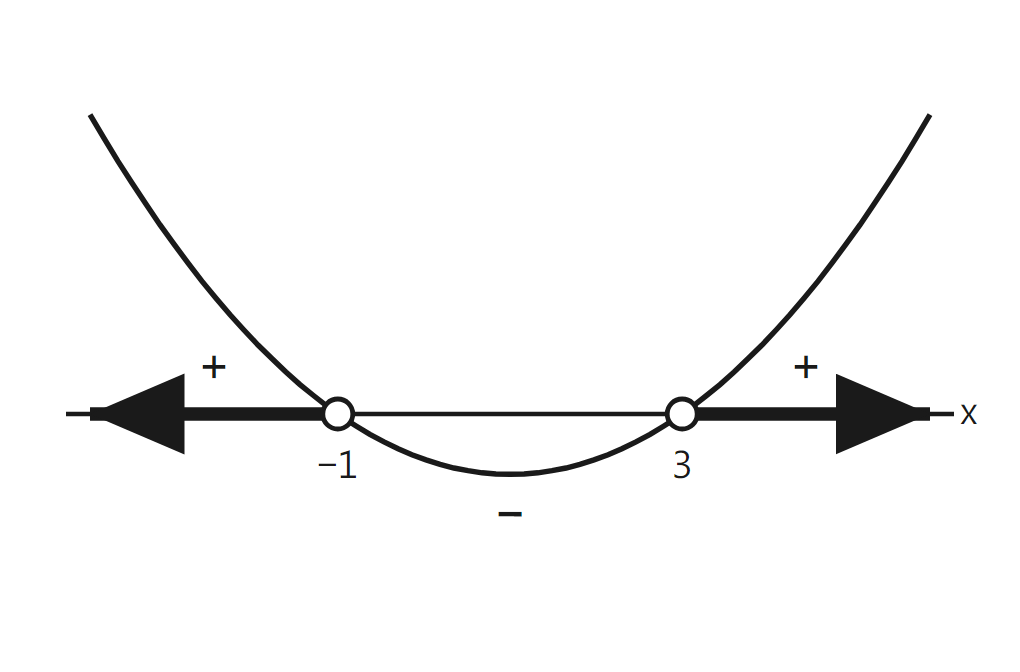 + +
x
–1 3
–